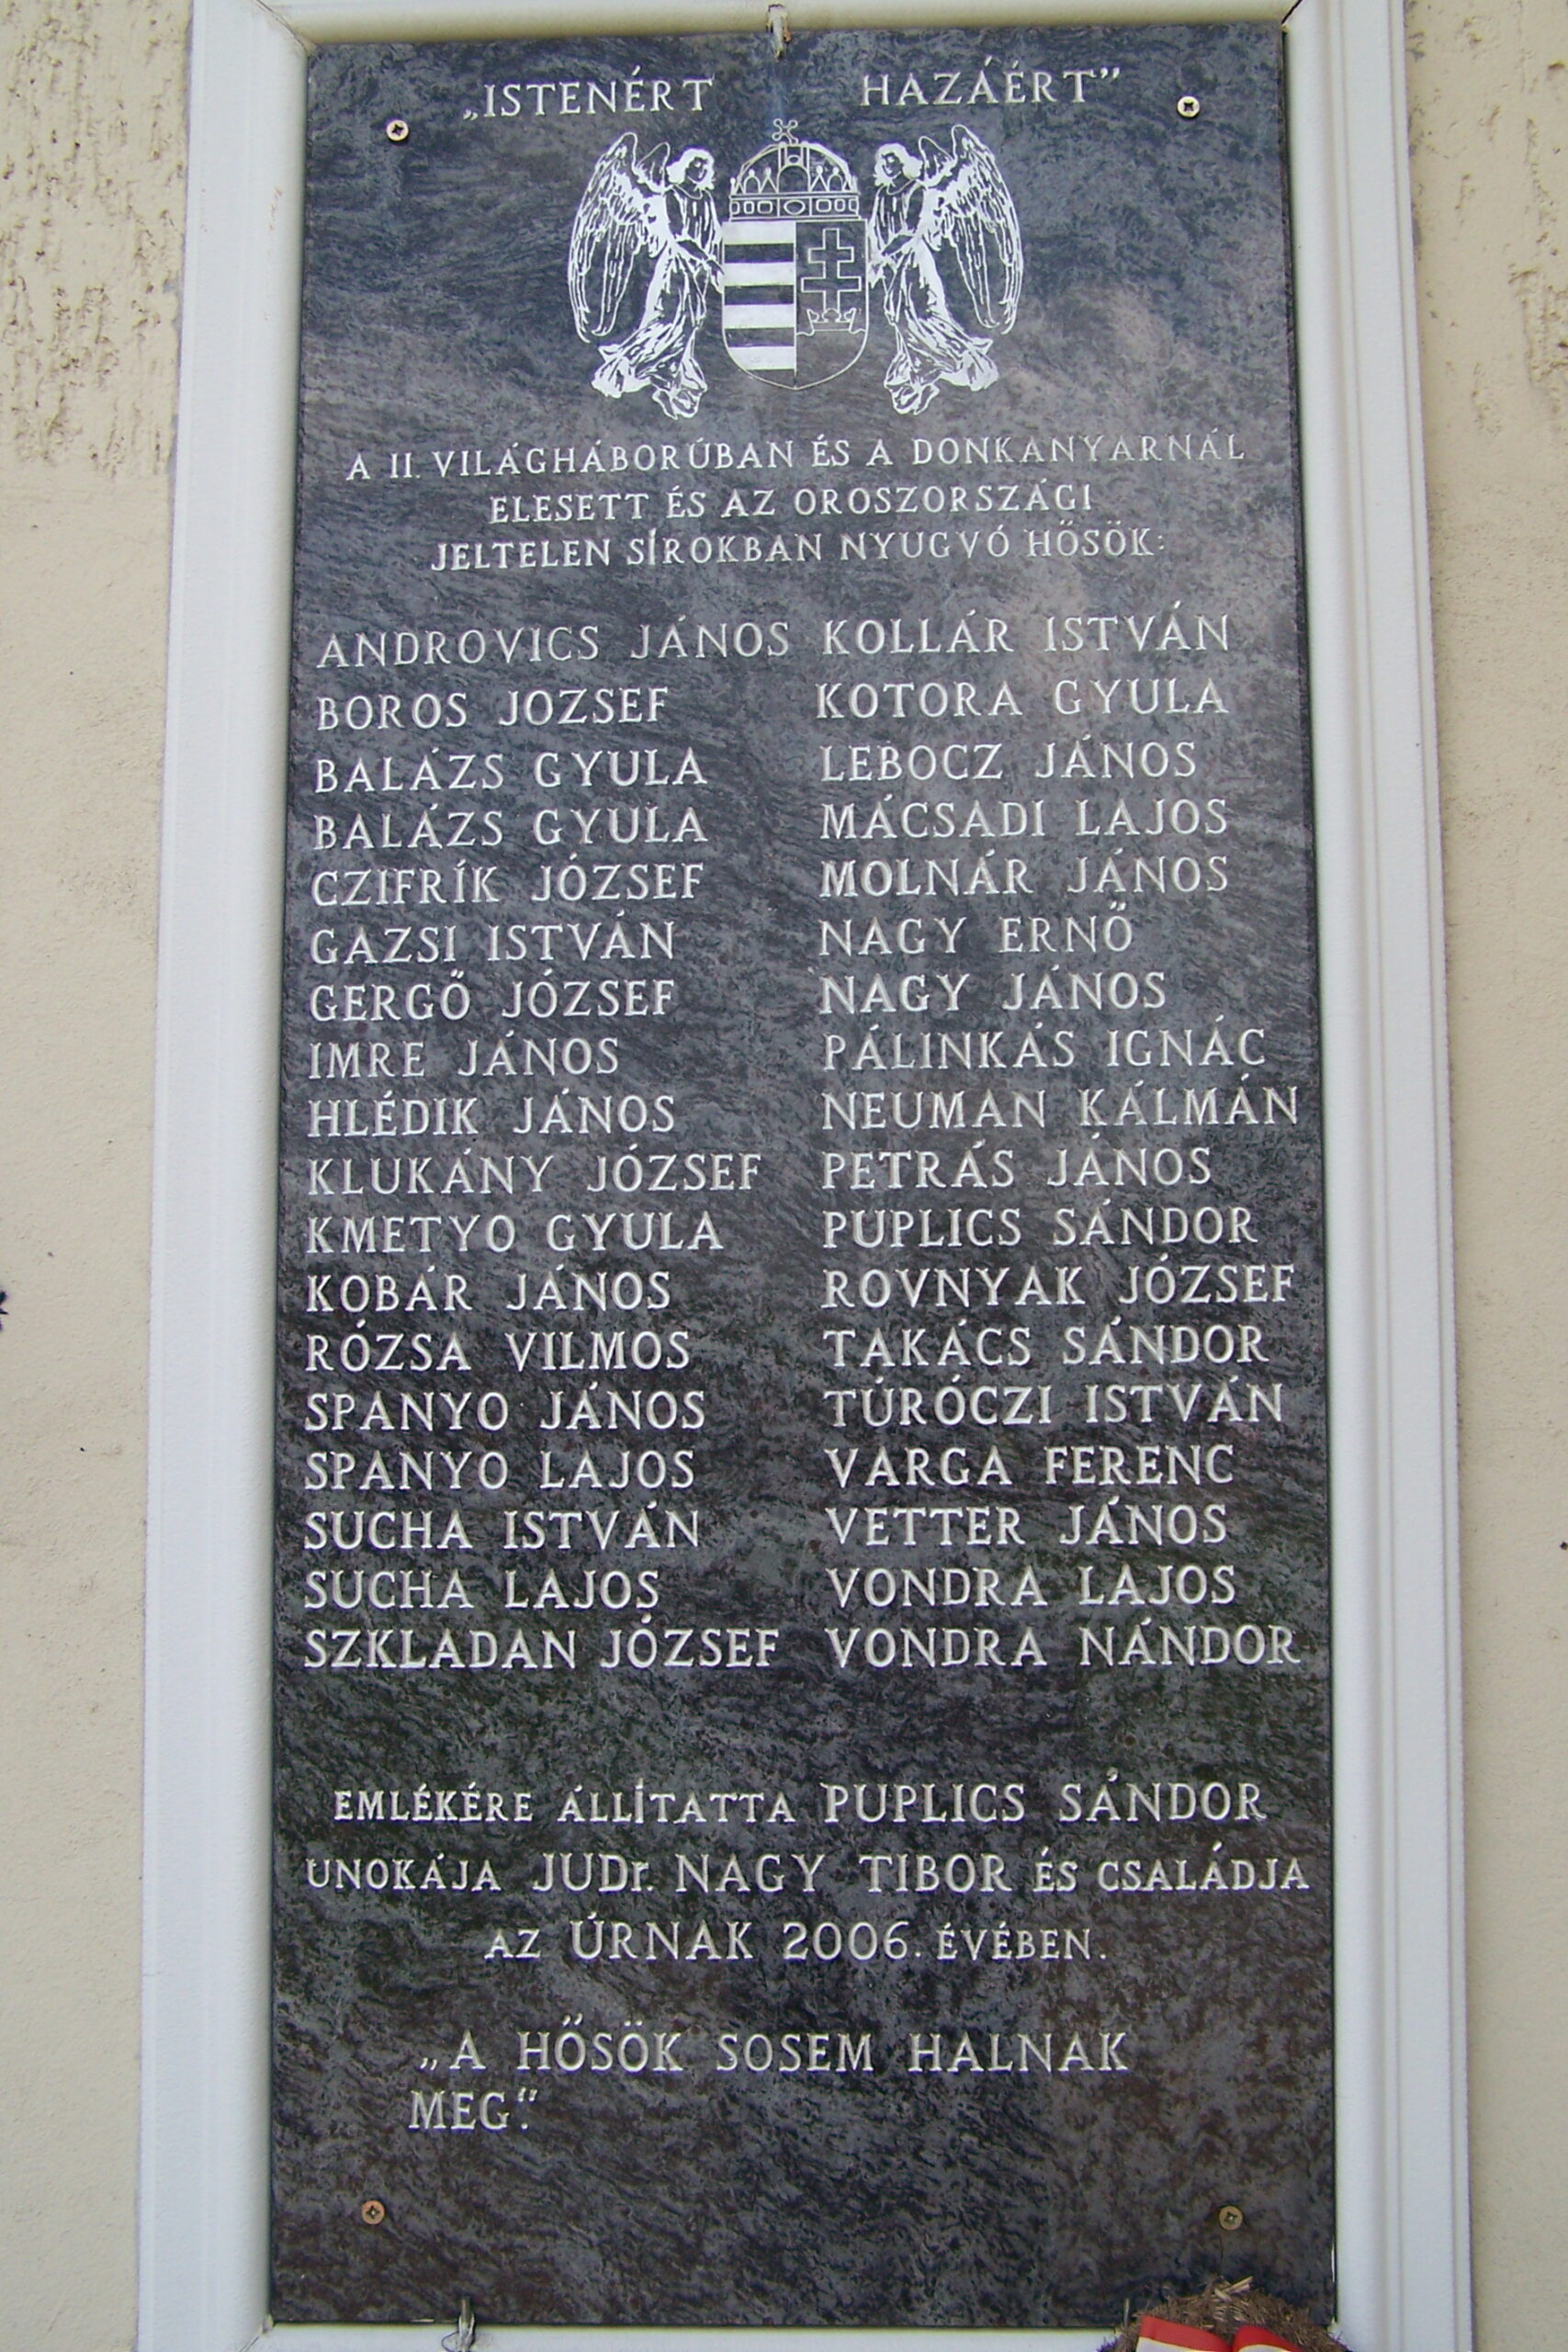 „ISTENÉRT HAZÁÉRT”
A II. VILÁGHÁBORÚBAN ÉS A DONKANYARNÁL
ELESETT ÉS AZ OROSZORSZÁGI
JELTELEN SÍROKBAN NYUGVÓ HŐSÖK:
ANDROVICS JÁNOS KOLLÁR ISTVÁN
BOROS JOZSEF KOTORA GYULA
BALÁZS GYULA LEBOCZ JÁNOS
BALÁZS GYULA MÁCSADI LAJOS
CZIFRÍK JÓZSEF MOLNÁR JÁNOS
GAZSI ISTVÁN NAGY ERNŐ
GERGŐ JÓZSEF NAGY JÁNOS
IMRE JÁNOS PÁLINKÁS IGNÁC
HLÉDIK JÁNOS NEUMAN KÁLMÁN
KLUKÁNY JÓZSEF PETRÁS JÁNOS
KMETYO GYULA PUPLICS SÁNDOR
KOBÁR JÁNOS ROVNYAK JÓZSEF
RÓZSA VILMOS TAKÁCS SÁNDOR
SPANYO JÁNOS TÚRÓCZI ISTVÁN
SPANYO LAJOS VARGA FERENC
SUCHA ISTVÁN VETTER JÁNOS
SUCHA LAJOS VONDRA LAJOS
SZKLADAN JÓZSEF VONDRA NÁNDOR
EMLÉKÉRE ÁLLÍTATTA PUPLICS SÁNDOR
UNOKÁJA JUDr. NAGY TIBOR ÉS CSALÁDJA
AZ ÚRNAK 2006. ÉVÉBEN.
„A HŐSÖK SOSEM HALNAK
MEG.”